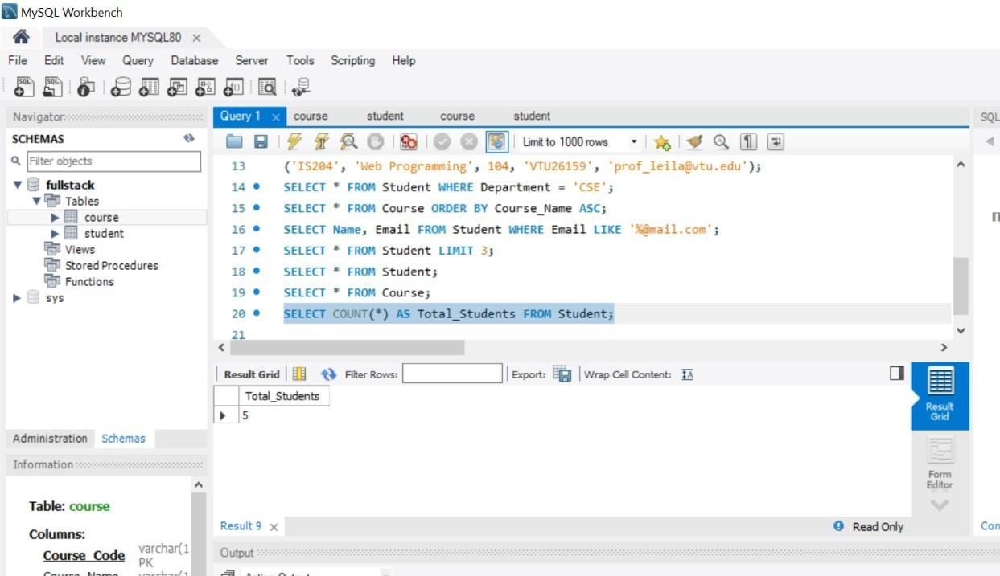 MySQL Workbench
Local instance MYSQL80
File Edit View Query Database Server Tools Scripting Help
Navigator
SCHEMAS
Filter objects
fullstack
Tables
course
student
Views
Stored Procedures
Functions
sys
Administration Schemas
Information
Table: course
Columns:
Course_Code varchar(1
PK
Course_Name varchar(1
Query 1 course student course student
Limit to 1000 rows
13 ('IS204', 'Web Programming', 104, 'VTU26159', 'prof_leila@vtu.edu');
14 SELECT * FROM Student WHERE Department = 'CSE';
15 SELECT * FROM Course ORDER BY Course_Name ASC;
16 SELECT Name, Email FROM Student WHERE Email LIKE '%@mail.com';
17 SELECT * FROM Student LIMIT 3;
18 SELECT * FROM Student;
19 SELECT * FROM Course;
20 SELECT COUNT(*) AS Total_Students FROM Student;
21
Result Grid Filter Rows: Export: Wrap Cell Content:
Total_Students
5
Result Grid
Form Editor
Result 9 Read Only
Output
Action Output
SQL
Con